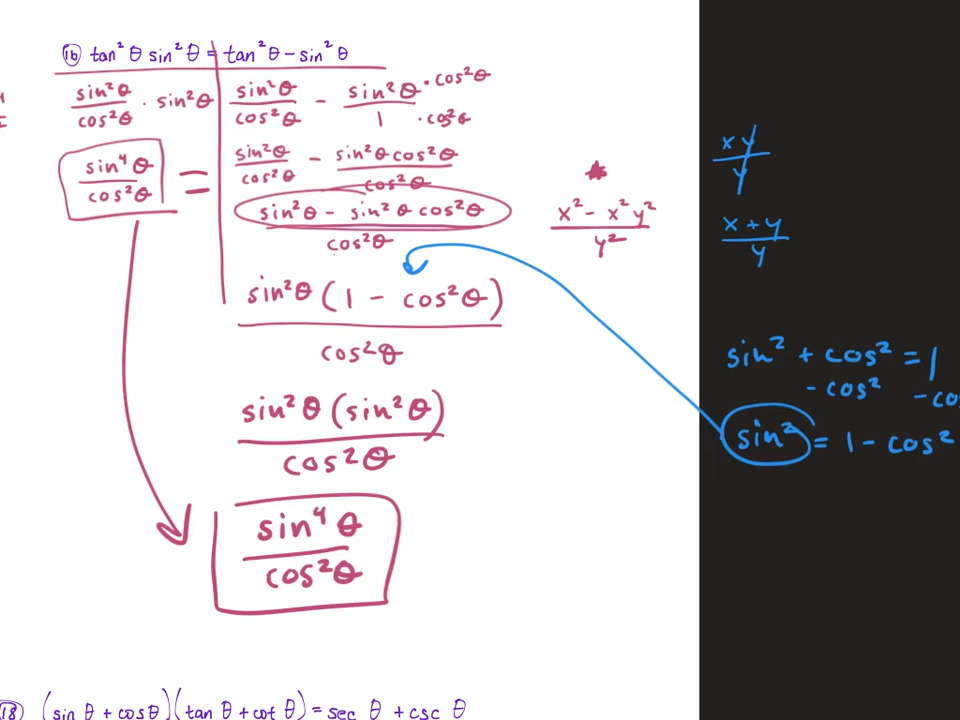 (16) tan²θ sin²θ = tan²θ - sin²θ
sin²θ/cos²θ · sin²θ
sin⁴θ/cos²θ =
sin²θ/cos²θ - sin²θ/1 · cos²θ/· cos²θ
sin²θ/cos²θ - sin²θcos²θ/cos²θ
sin²θ - sin²θ cos²θ
cos²θ
sin²θ (1 - cos²θ)
cos²θ
sin²θ (sin²θ)
cos²θ
sin⁴θ
cos²θ
x² - x²y²
y²
xy
y
x + y
y
sin² + cos² = 1
- cos² - cos
sin² = 1 - cos²
(18) (sin θ + cosθ)(tan θ + cot θ) = sec θ + csc θ